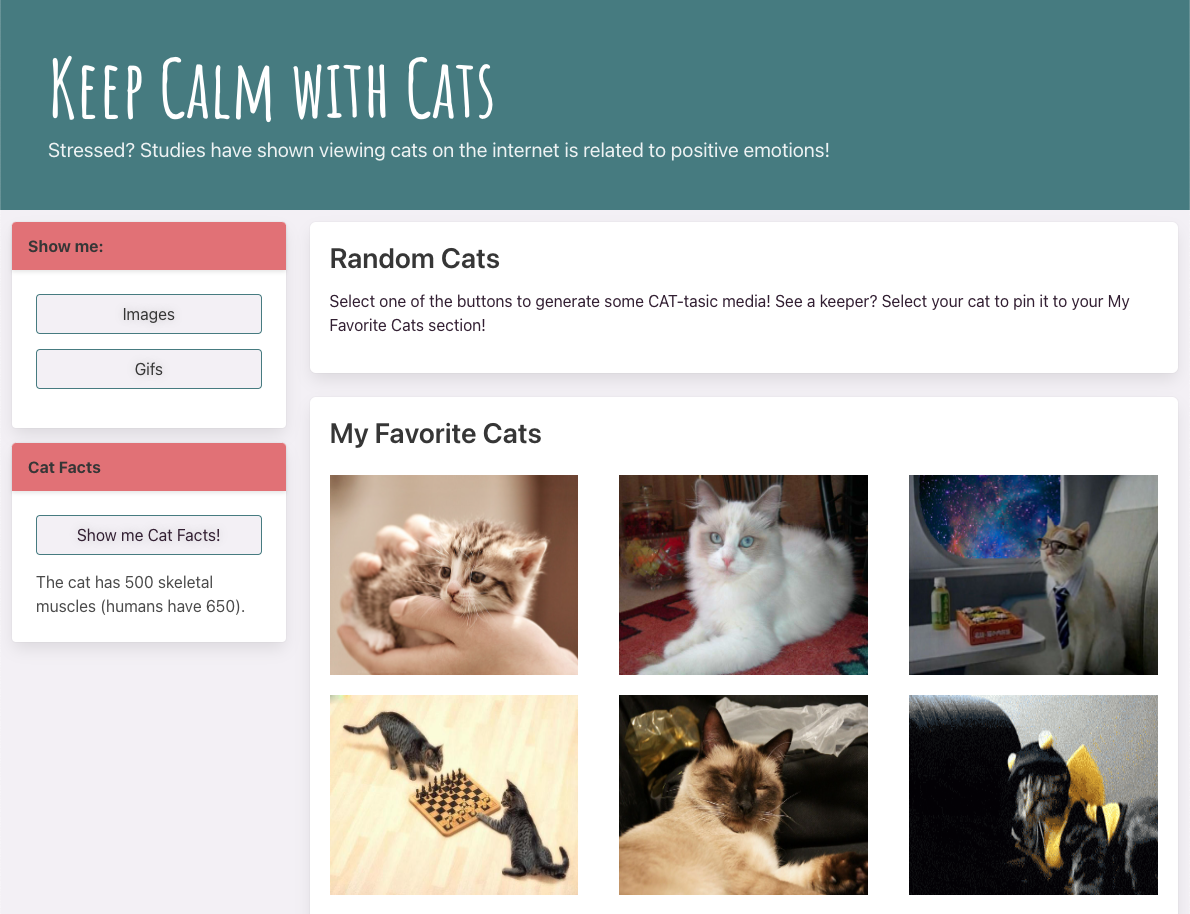 Keep Calm with Cats
Stressed? Studies have shown viewing cats on the internet is related to positive emotions!
Show me:
Images
Gifs
Cat Facts
Show me Cat Facts!
The cat has 500 skeletal
muscles (humans have 650).
Random Cats
Select one of the buttons to generate some CAT-tasic media! See a keeper? Select your cat to pin it to your My
Favorite Cats section!
My Favorite Cats